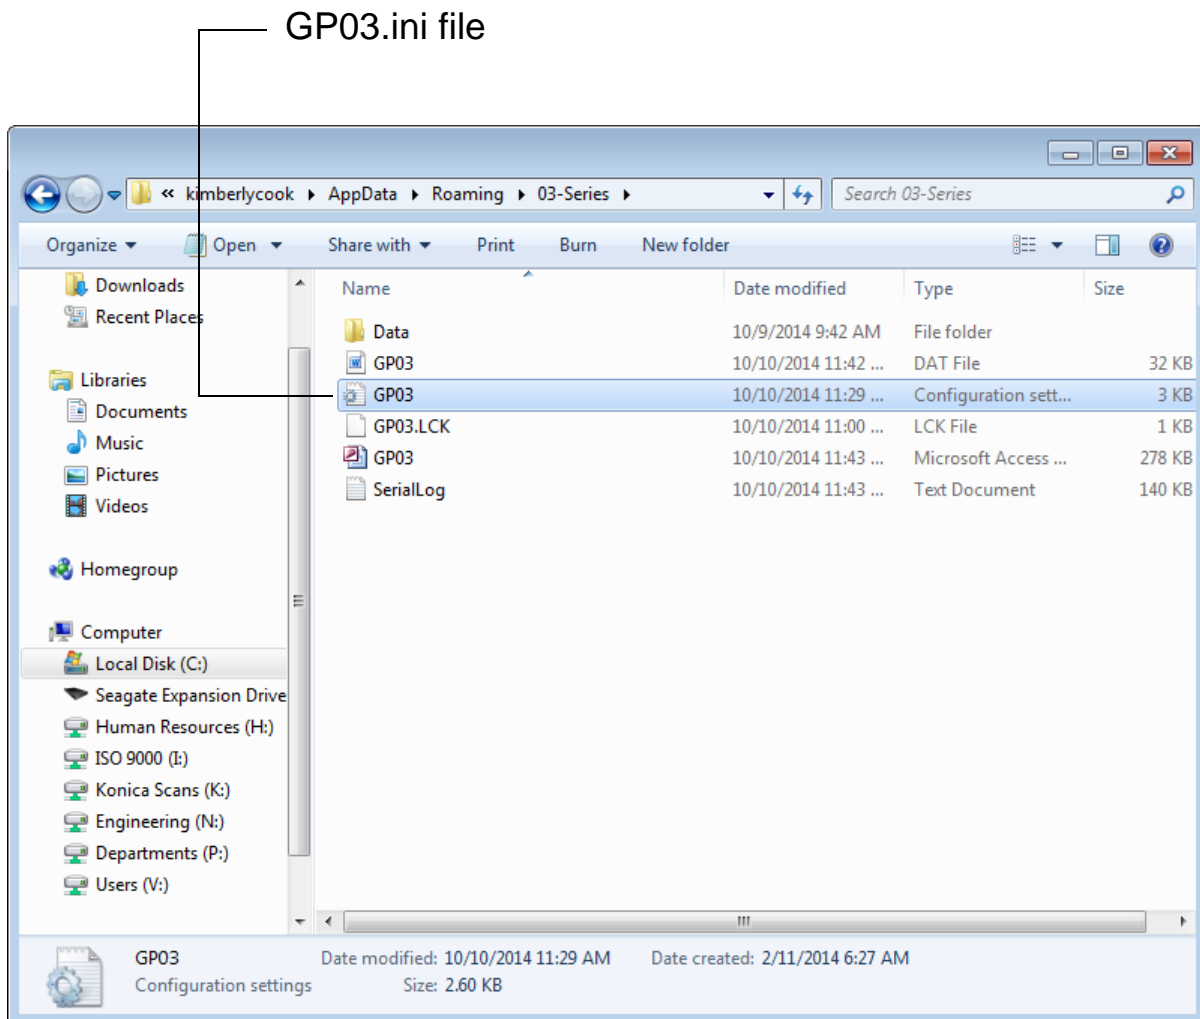 GP03.ini file
« kimberlycook ▸ AppData ▸ Roaming ▸ 03-Series ▸ Search 03-Series
Organize Open Share with Print Burn New folder
Downloads
Recent Places
Libraries
Documents
Music
Pictures
Videos
Homegroup
Computer
Local Disk (C:)
Seagate Expansion Drive
Human Resources (H:)
ISO 9000 (I:)
Konica Scans (K:)
Engineering (N:)
Departments (P:)
Users (V:)
Name Date modified Type Size
Data 10/9/2014 9:42 AM File folder
GP03 10/10/2014 11:42 ... DAT File 32 KB
GP03 10/10/2014 11:29 ... Configuration sett... 3 KB
GP03.LCK 10/10/2014 11:00 ... LCK File 1 KB
GP03 10/10/2014 11:43 ... Microsoft Access ... 278 KB
SerialLog 10/10/2014 11:43 ... Text Document 140 KB
GP03 Date modified: 10/10/2014 11:29 AM Date created: 2/11/2014 6:27 AM
Configuration settings Size: 2.60 KB